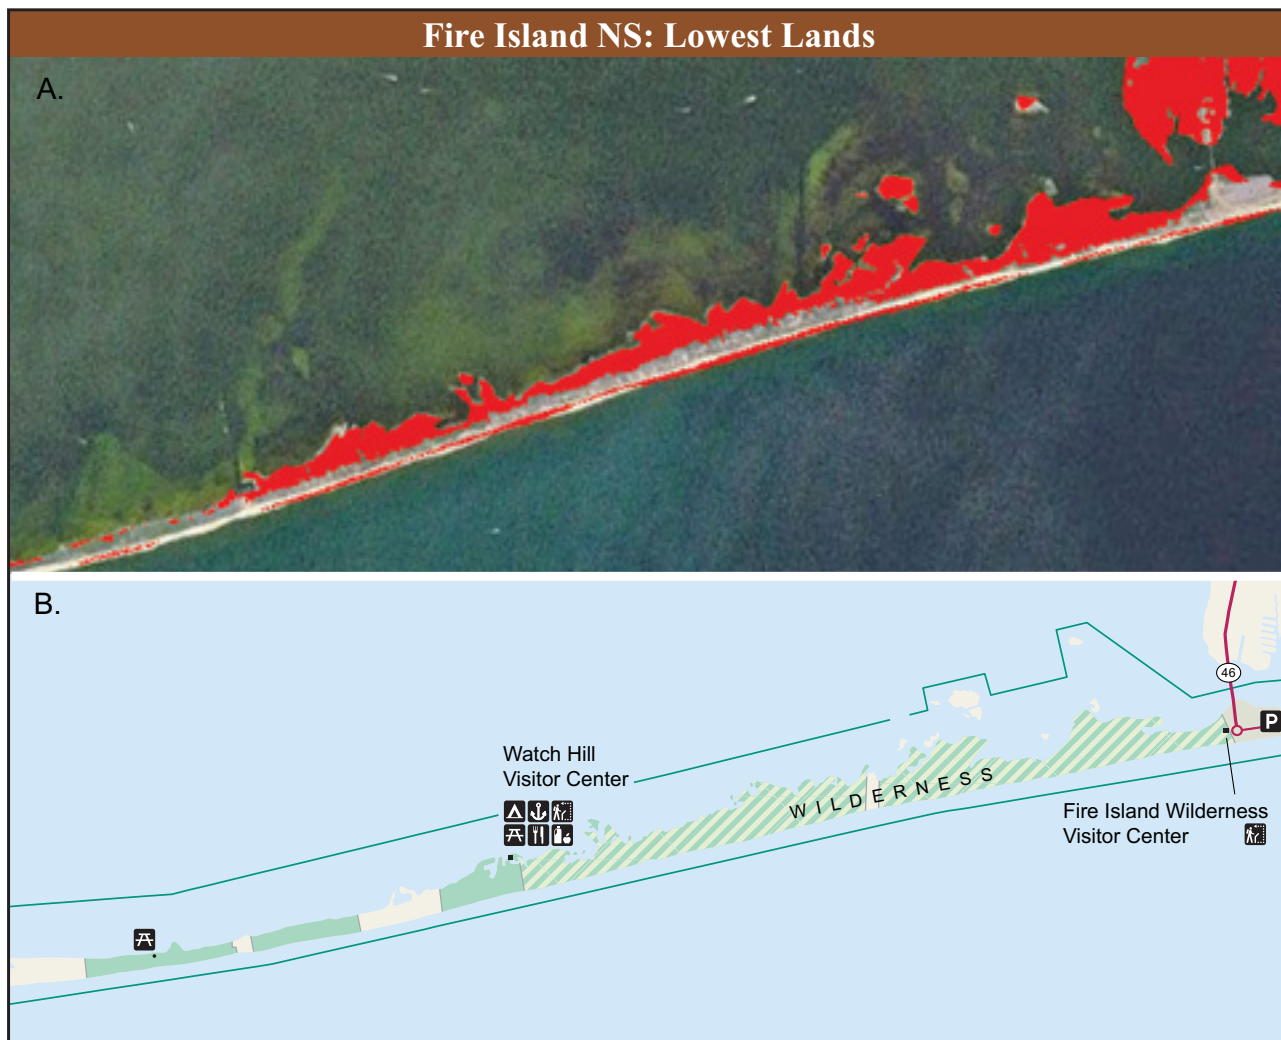 Fire Island NS: Lowest Lands
A.
B.
46
P
Watch Hill
Visitor Center
WILDERNESS
Fire Island Wilderness
Visitor Center